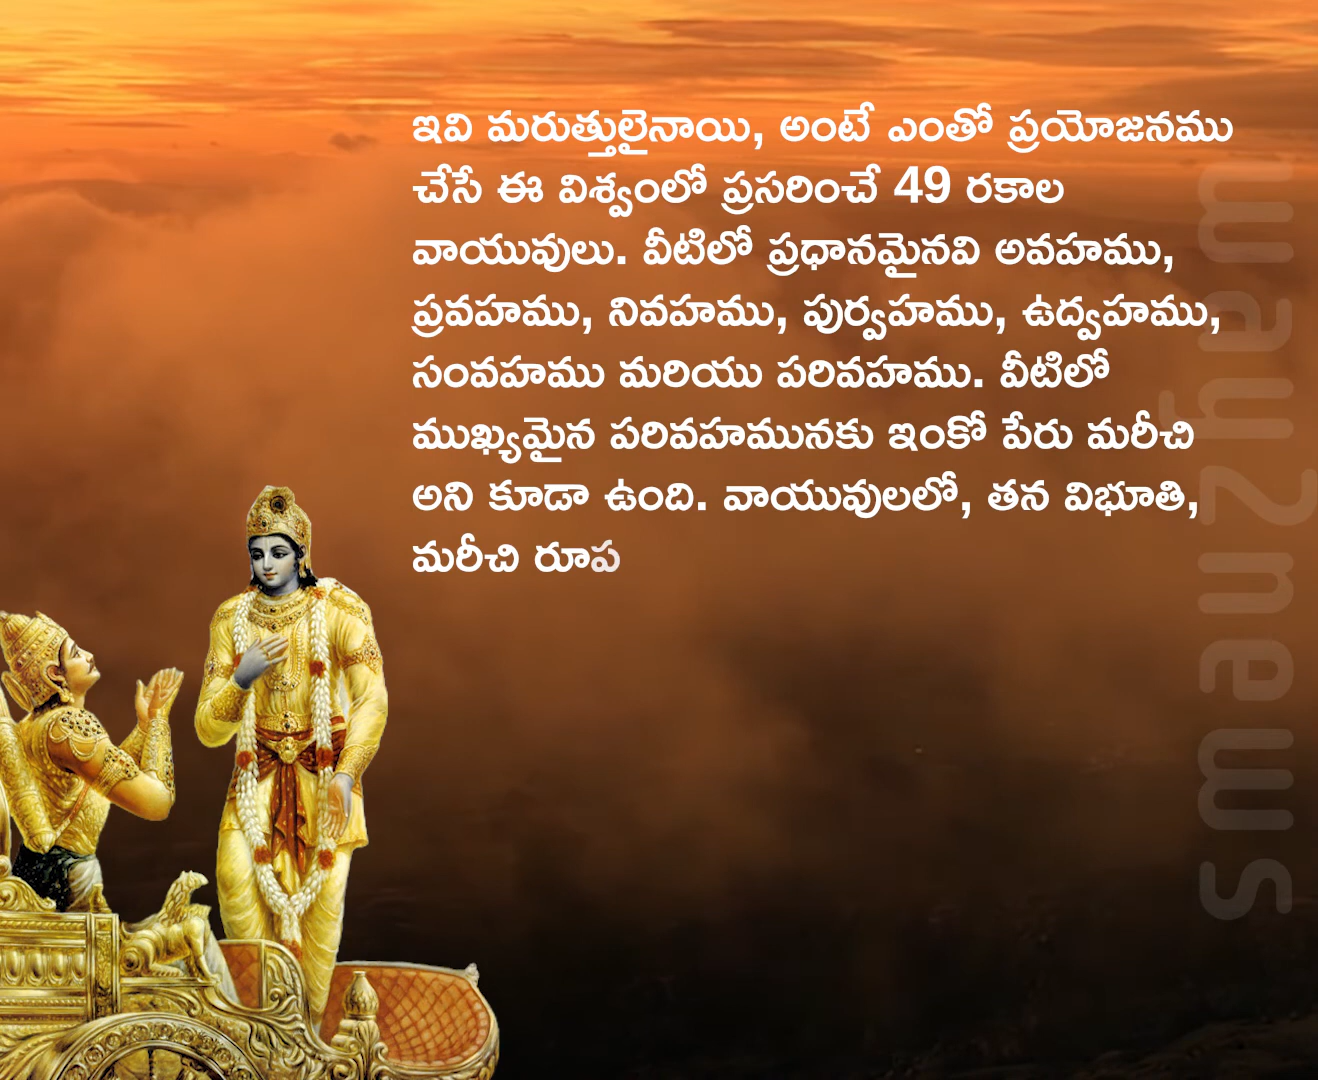 ఇవి మరుత్తులైనాయి, అంటే ఎంతో ప్రయోజనము
చేసే ఈ విశ్వంలో ప్రసరించే 49 రకాల
వాయువులు. వీటిలో ప్రధానమైనవి అవహము,
ప్రవహము, నివహము, పుర్వహము, ఉద్వహము,
సంవహము మరియు పరివహము. వీటిలో
ముఖ్యమైన పరివహమునకు ఇంకో పేరు మరీచి
అని కూడా ఉంది. వాయువులలో, తన విభూతి,
మరీచి రూప
way2news